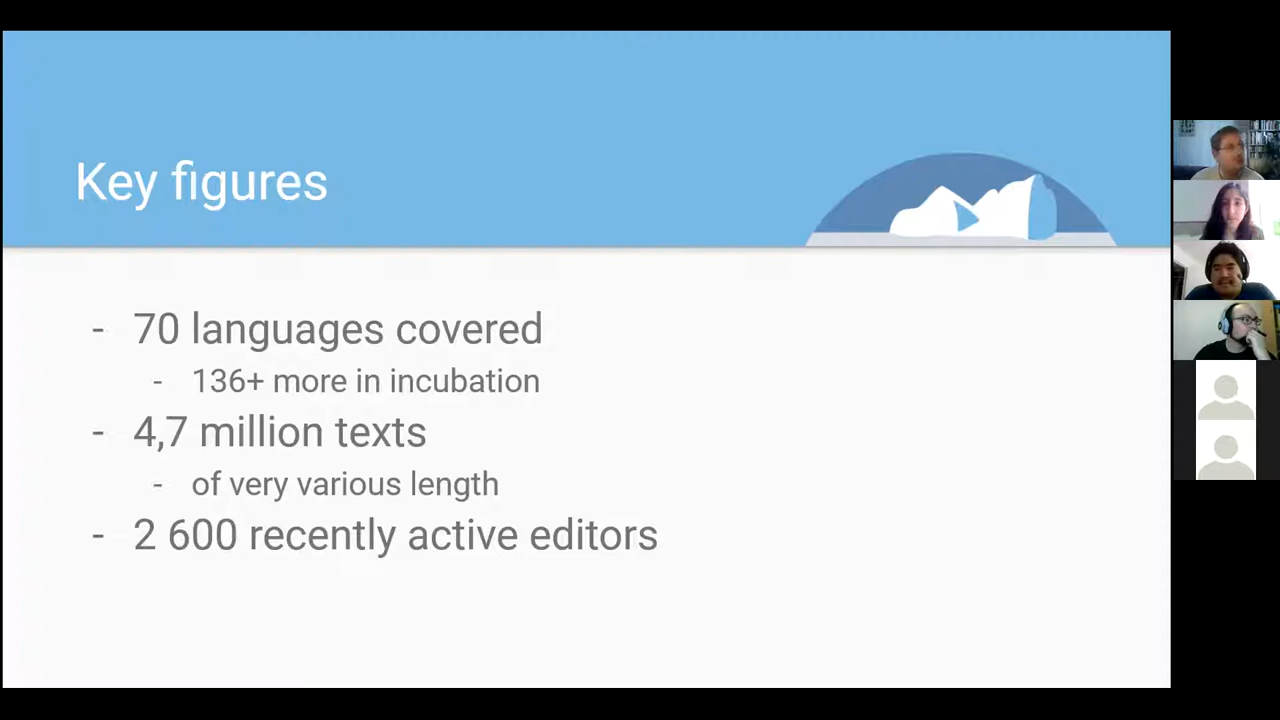 Key figures
- 70 languages covered
- 136+ more in incubation
- 4,7 million texts
- of very various length
- 2 600 recently active editors